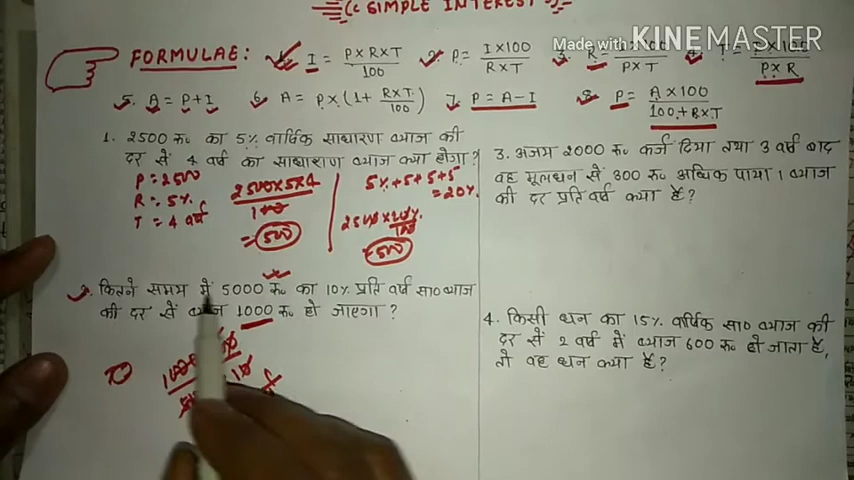 (( SIMPLE INTEREST ))
Made with KINEMASTER
FORMULAE: 1. I = P×R×T/100 2. P = I×100/R×T 3. R = I×100/P×T 4. T = I×100/P×R
5. A = P+I 6. A = P×(1+ R×T/100) 7. P = A-I 8. P = A×100/100+R×T
1. 2500 रू० का 5% वार्षिक साधारण ब्याज की
दर से 4 वर्ष का साधाराण ब्याज क्या होगा?
P = 2500
R = 5%
T = 4 वर्ष
2500×5×4/100
= 500
5%+5+5+5
= 20%
2500×20%/100
= 500
2. कितने समय में 5000 रू० का 10% प्रति वर्ष सा० ब्याज
की दर से ब्याज 1000 रू० हो जाएगा?
3. अजय 2000 रू० कर्ज दिया तथा 3 वर्ष बाद
वह मूलधन से 300 रू० अधिक पाया। ब्याज
की दर प्रति वर्ष क्या है?
4. किसी धन का 15% वार्षिक सा० ब्याज की
दर से 2 वर्ष में ब्याज 600 रू० हो जाता है,
तो वह धन क्या है?